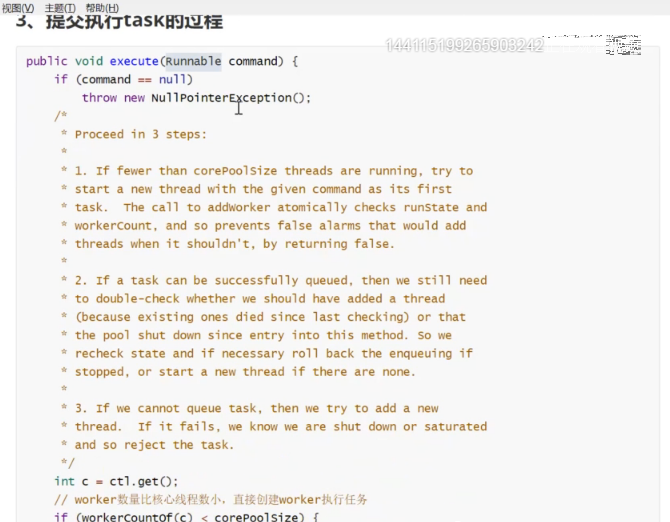 视图(V) 主题(T) 帮助(H)
3、提交执行task的过程
144115199265903242
public void execute(Runnable command) {
if (command == null)
throw new NullPointerException();
/*
* Proceed in 3 steps:
*
* 1. If fewer than corePoolSize threads are running, try to
* start a new thread with the given command as its first
* task.  The call to addWorker atomically checks runState and
* workerCount, and so prevents false alarms that would add
* threads when it shouldn't, by returning false.
*
* 2. If a task can be successfully queued, then we still need
* to double-check whether we should have added a thread
* (because existing ones died since last checking) or that
* the pool shut down since entry into this method. So we
* recheck state and if necessary roll back the enqueuing if
* stopped, or start a new thread if there are none.
*
* 3. If we cannot queue task, then we try to add a new
* thread.  If it fails, we know we are shut down or saturated
* and so reject the task.
*/
int c = ctl.get();
// worker数量比核心线程数小，直接创建worker执行任务
if (workerCountOf(c) < corePoolSize) {